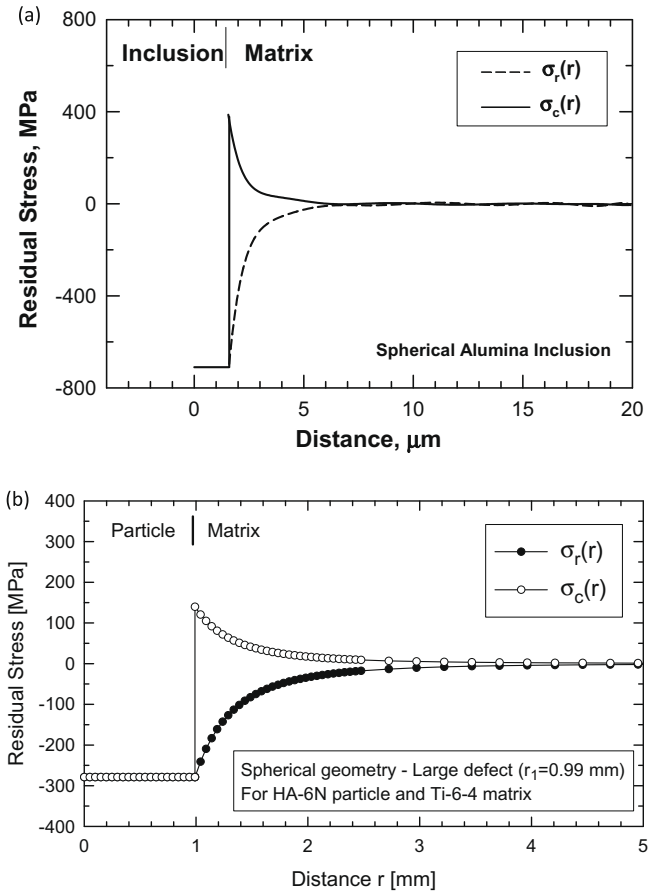 (a)
800
400
0
-400
-800
Residual Stress, MPa
Inclusion
Matrix
σr(r)
σc(r)
Spherical Alumina Inclusion
0
5
10
15
20
Distance, μm
(b)
400
300
200
100
0
-100
-200
-300
-400
Residual Stress [MPa]
Particle
Matrix
σr(r)
σc(r)
Spherical geometry - Large defect (r1=0.99 mm)
For HA-6N particle and Ti-6-4 matrix
0
1
2
3
4
5
Distance r [mm]